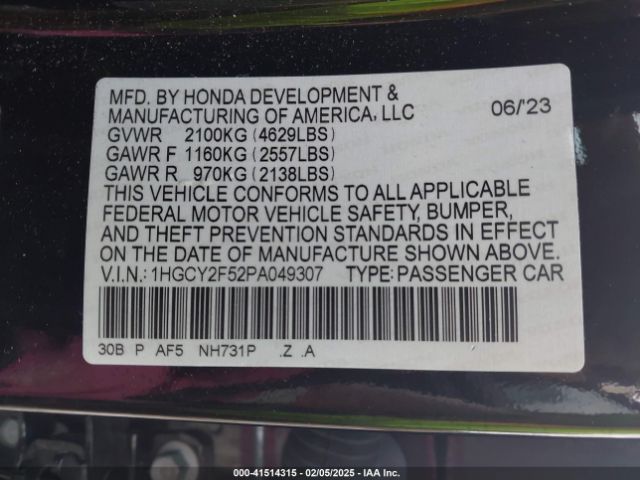 MFD. BY HONDA DEVELOPMENT &
MANUFACTURING OF AMERICA, LLC 06/'23
GVWR 2100KG (4629LBS)
GAWR F 1160KG (2557LBS)
GAWR R 970KG (2138LBS)
THIS VEHICLE CONFORMS TO ALL APPLICABLE
FEDERAL MOTOR VEHICLE SAFETY, BUMPER,
AND THEFT PREVENTION STANDARDS IN EFFECT
ON THE DATE OF MANUFACTURE SHOWN ABOVE.
V.I.N.: 1HGCY2F52PA049307 TYPE: PASSENGER CAR
30B P AF5 NH731P .Z .A
000-41514315 - 02/05/2025 - IAA Inc.